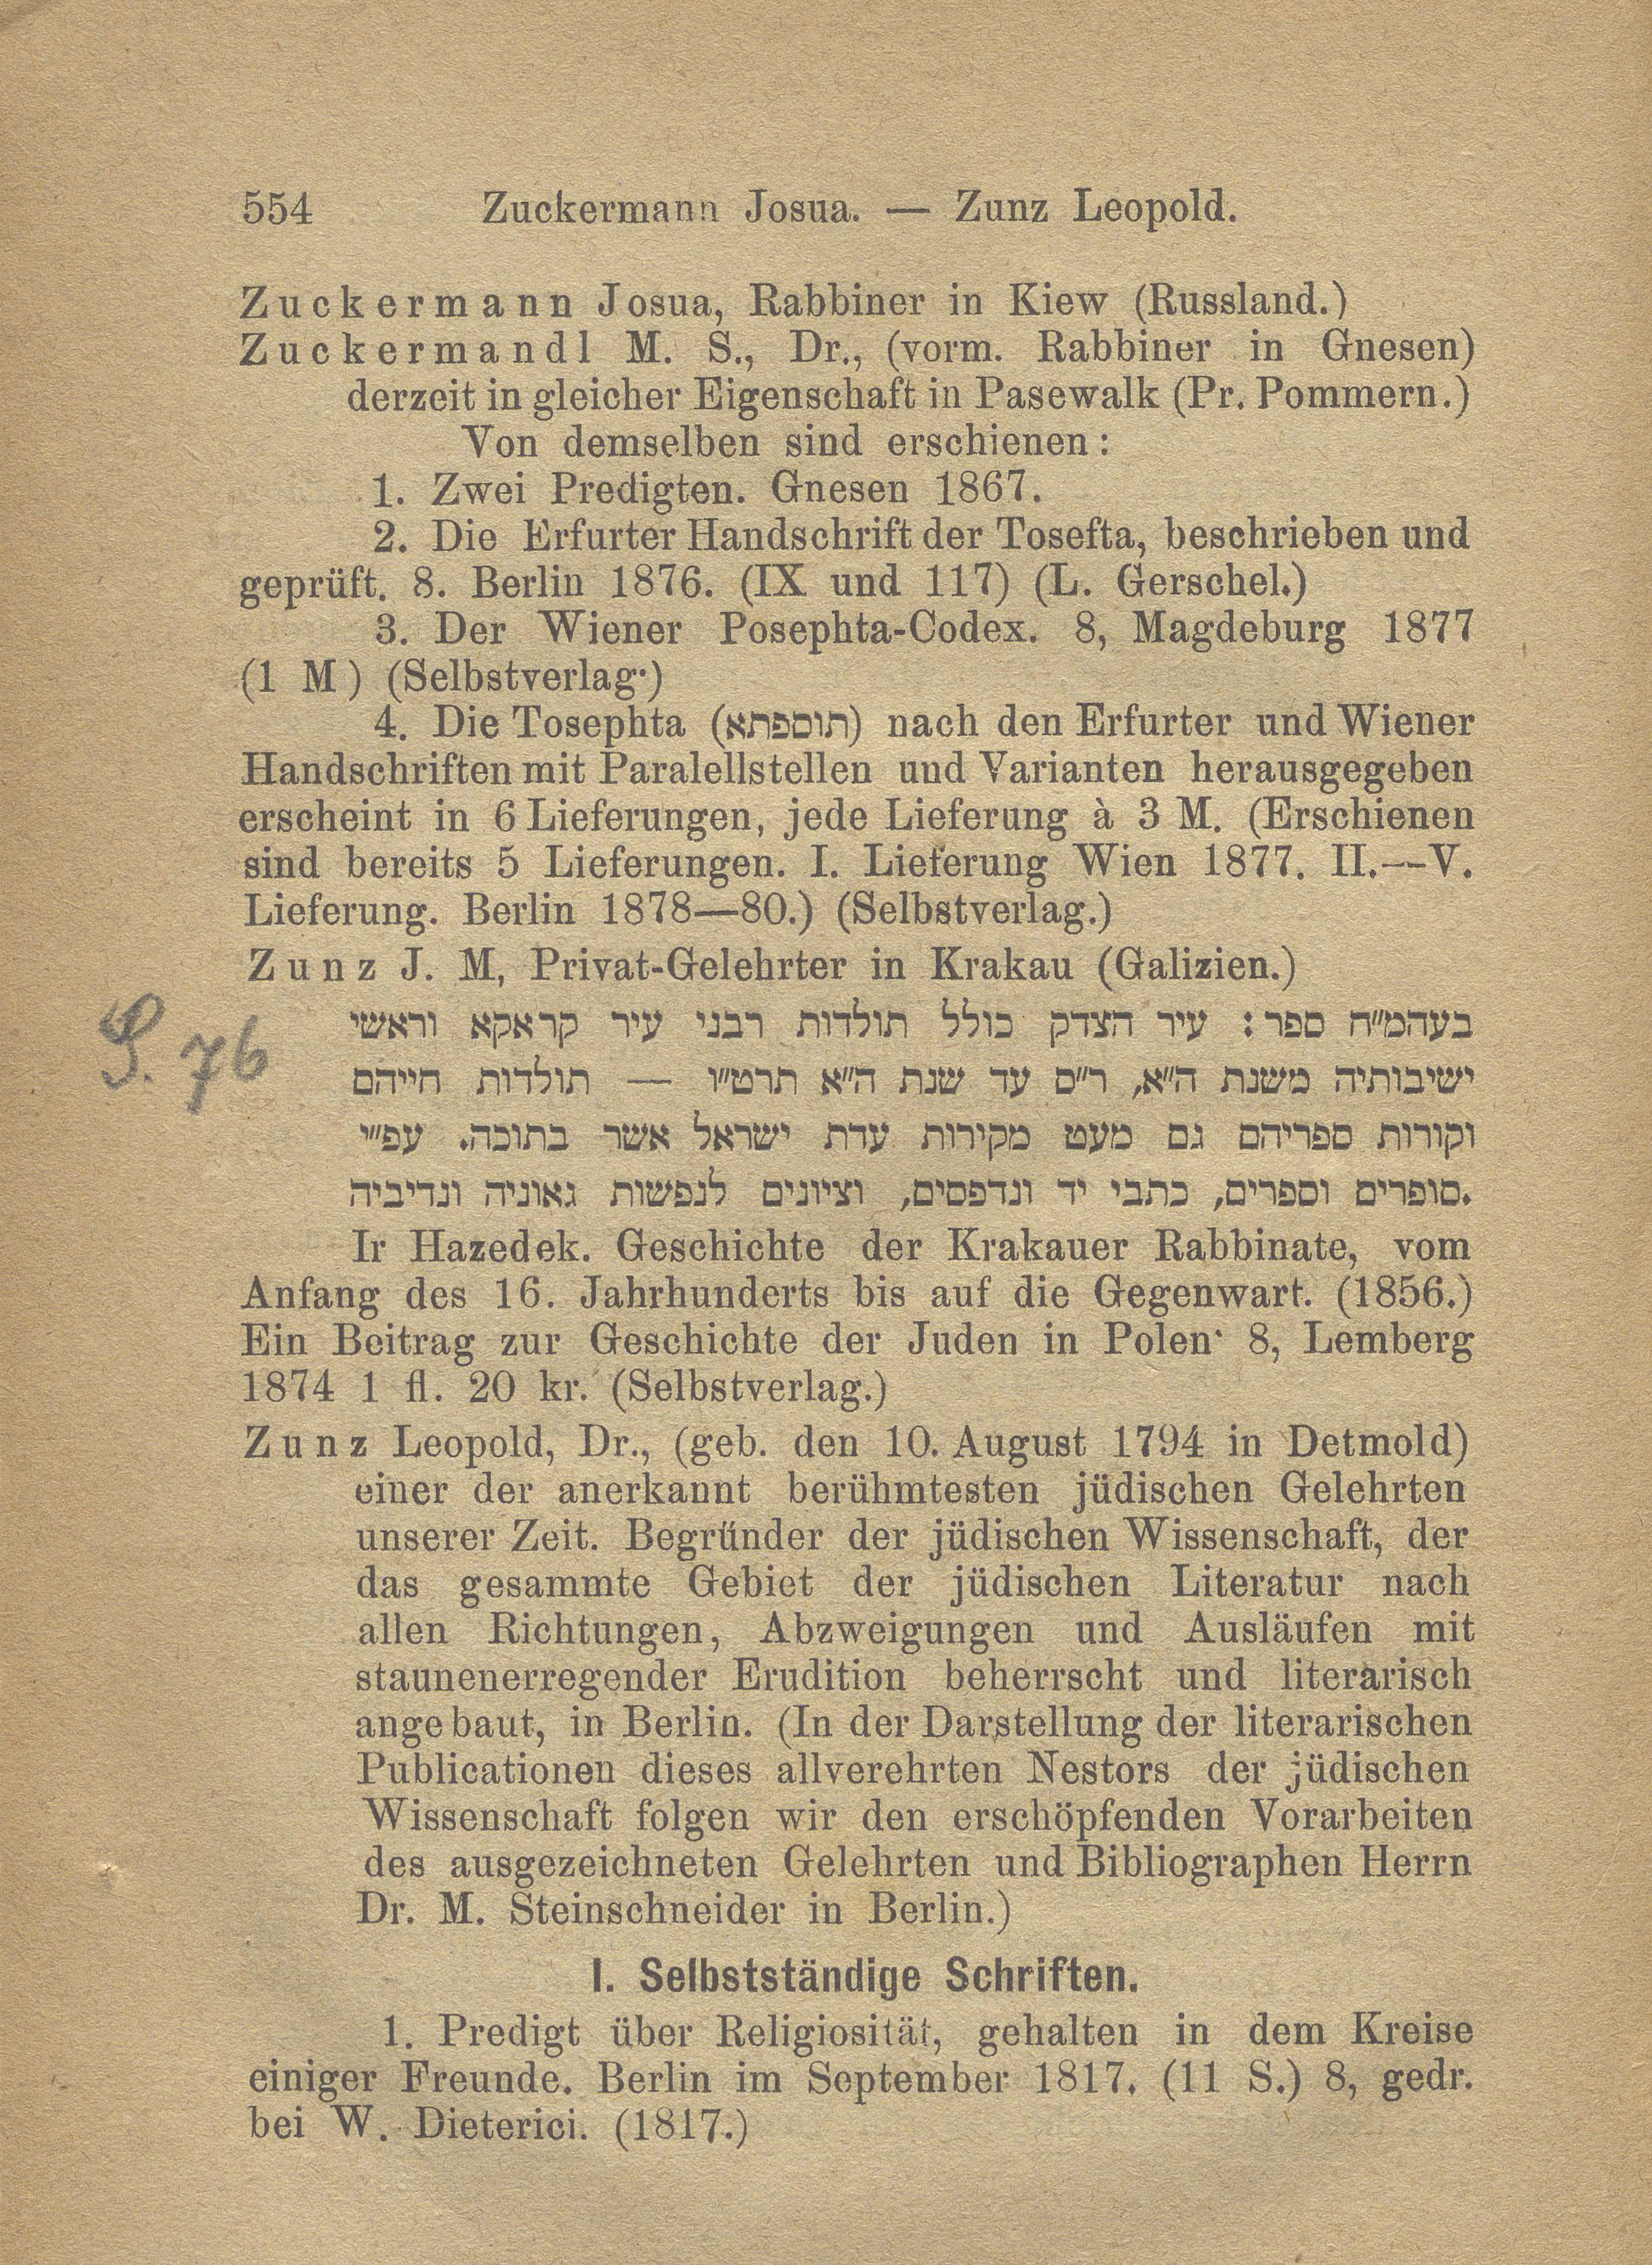 554 Zuckermann Josua. — Zunz Leopold.
Zuckermann Josua, Rabbiner in Kiew (Russland.)
Zuckermandl M. S., Dr., (vorm. Rabbiner in Gnesen)
derzeit in gleicher Eigenschaft in Pasewalk (Pr. Pommern.)
Von demselben sind erschienen:
1. Zwei Predigten. Gnesen 1867.
2. Die Erfurter Handschrift der Tosefta, beschrieben und
geprüft. 8. Berlin 1876. (IX und 117) (L. Gerschel.)
3. Der Wiener Posephta-Codex. 8, Magdeburg 1877
(1 M) (Selbstverlag·)
4. Die Tosephta (תוספתא) nach den Erfurter und Wiener
Handschriften mit Paralellstellen und Varianten herausgegeben
erscheint in 6 Lieferungen, jede Lieferung à 3 M. (Erschienen
sind bereits 5 Lieferungen. I. Lieferung Wien 1877. II.—V.
Lieferung. Berlin 1878—80.) (Selbstverlag.)
Zunz J. M, Privat-Gelehrter in Krakau (Galizien.)
S. 76
בעהמ"ח ספר: עיר הצדק כולל תולדות רבני עיר קראקא וראשי
ישיבותיה משנת ה"א, ר"ס עד שנת ה"א תרט"ו — תולדות חייהם
וקורות ספריהם גם מעט מקירות עדת ישראל אשר בתוכה. עפ"י
סופרים וספרים, כתבי יד ונדפסים, וציונים לנפשות גאוניה ונדיביה.
Ir Hazedek. Geschichte der Krakauer Rabbinate, vom
Anfang des 16. Jahrhunderts bis auf die Gegenwart. (1856.)
Ein Beitrag zur Geschichte der Juden in Polen· 8, Lemberg
1874 1 fl. 20 kr. (Selbstverlag.)
Zunz Leopold, Dr., (geb. den 10. August 1794 in Detmold)
einer der anerkannt berühmtesten jüdischen Gelehrten
unserer Zeit. Begründer der jüdischen Wissenschaft, der
das gesammte Gebiet der jüdischen Literatur nach
allen Richtungen, Abzweigungen und Ausläufen mit
staunenerregender Erudition beherrscht und literarisch
angebaut, in Berlin. (In der Darstellung der literarischen
Publicationen dieses allverehrten Nestors der jüdischen
Wissenschaft folgen wir den erschöpfenden Vorarbeiten
des ausgezeichneten Gelehrten und Bibliographen Herrn
Dr. M. Steinschneider in Berlin.)
I. Selbstständige Schriften.
1. Predigt über Religiosität, gehalten in dem Kreise
einiger Freunde. Berlin im September 1817. (11 S.) 8, gedr.
bei W. Dieterici. (1817.)